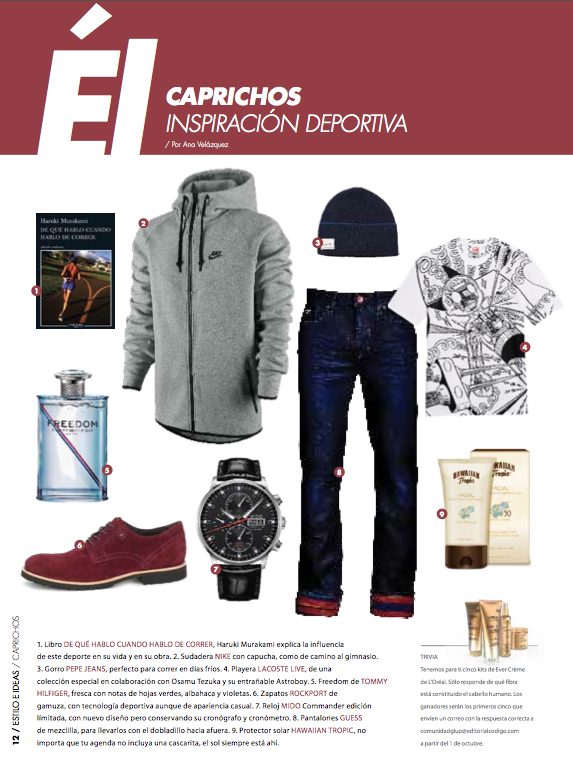 Él
CAPRICHOS
INSPIRACIÓN DEPORTIVA
/ Por Ana Velázquez
Haruki Murakami
DE QUÉ HABLO CUANDO
HABLO DE CORRER
1
2
NIKE
3
4
FREEDOM
5
6
MIDO
7
8
HAWAIIAN
Tropic
FACIAL
HAWAIIAN
Tropic
FACIAL
9
1. Libro DE QUÉ HABLO CUANDO HABLO DE CORRER, Haruki Murakami explica la influencia
de este deporte en su vida y en su obra. 2. Sudadera NIKE con capucha, como de camino al gimnasio.
3. Gorro PEPE JEANS, perfecto para correr en días fríos. 4. Playera LACOSTE LIVE, de una
colección especial en colaboración con Osamu Tezuka y su entrañable Astroboy. 5. Freedom de TOMMY
HILFIGER, fresca con notas de hojas verdes, albahaca y violetas. 6. Zapatos ROCKPORT de
gamuza, con tecnología deportiva aunque de apariencia casual. 7. Reloj MIDO Commander edición
límitada, con nuevo diseño pero conservando su cronógrafo y cronómetro. 8. Pantalones GUESS
de mezclilla, para llevarlos con el dobladillo hacia afuera. 9. Protector solar HAWAIIAN TROPIC, no
importa que tu agenda no incluya una cascarita, el sol siempre está ahí.
TRIVIA
Tenemos para ti cinco kits de Ever Crème
de L'Oréal. Sólo responde de qué fibra
está constituido el cabello humano. Los
ganadores serán los primeros cinco que
envíen un correo con la respuesta correcta a
comunidadglup@editorialcodigo.com
a partir del 1 de octubre.
12 / ESTILO E IDEAS / CAPRICHOS